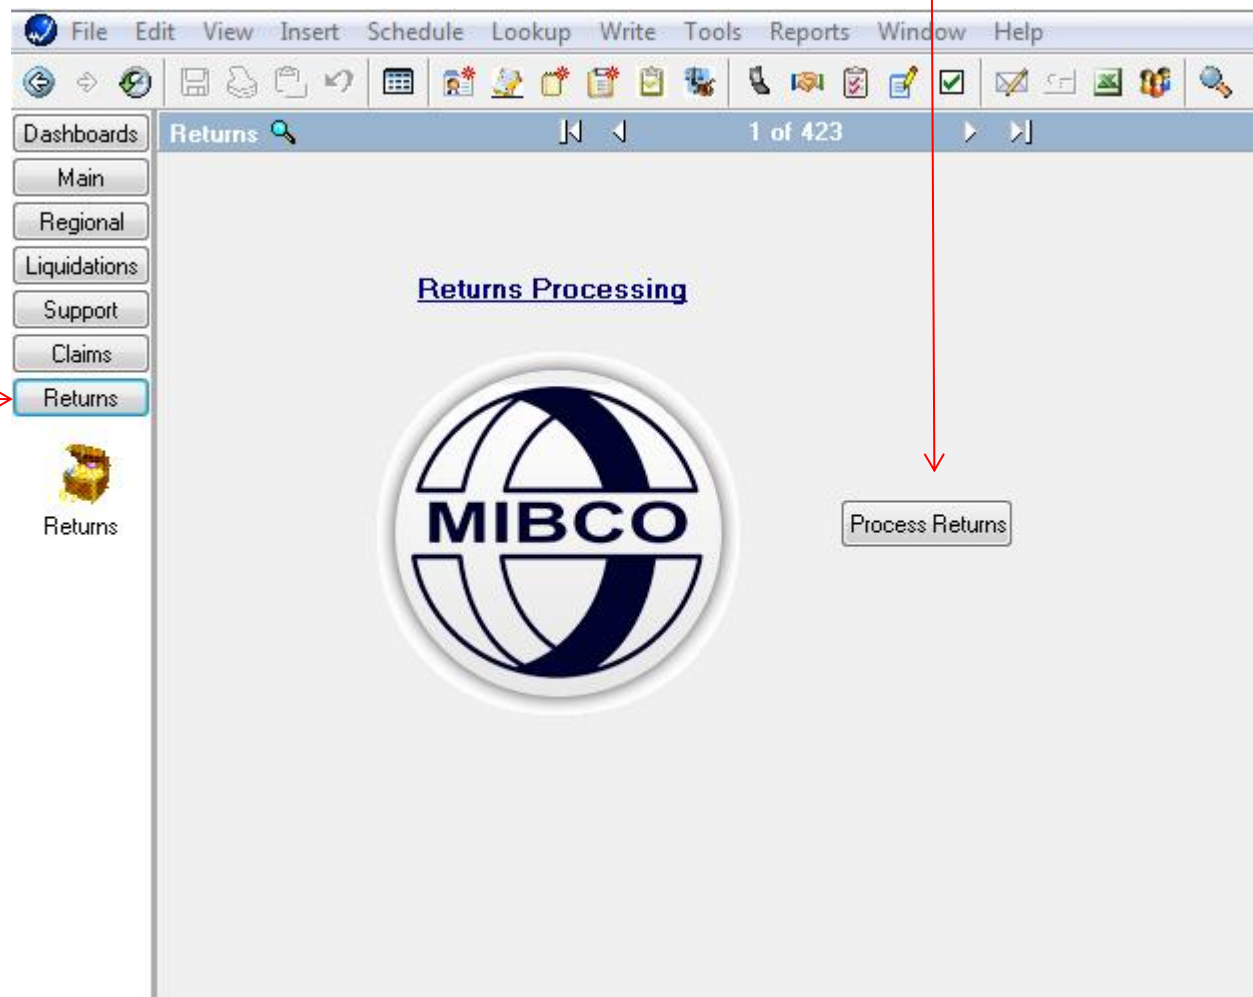 File Edit View Insert Schedule Lookup Write Tools Reports Window Help
Dashboards
Returns 1 of 423
Main
Regional
Liquidations
Support
Claims
Returns
Returns
Returns Processing
MIBCO
Process Returns